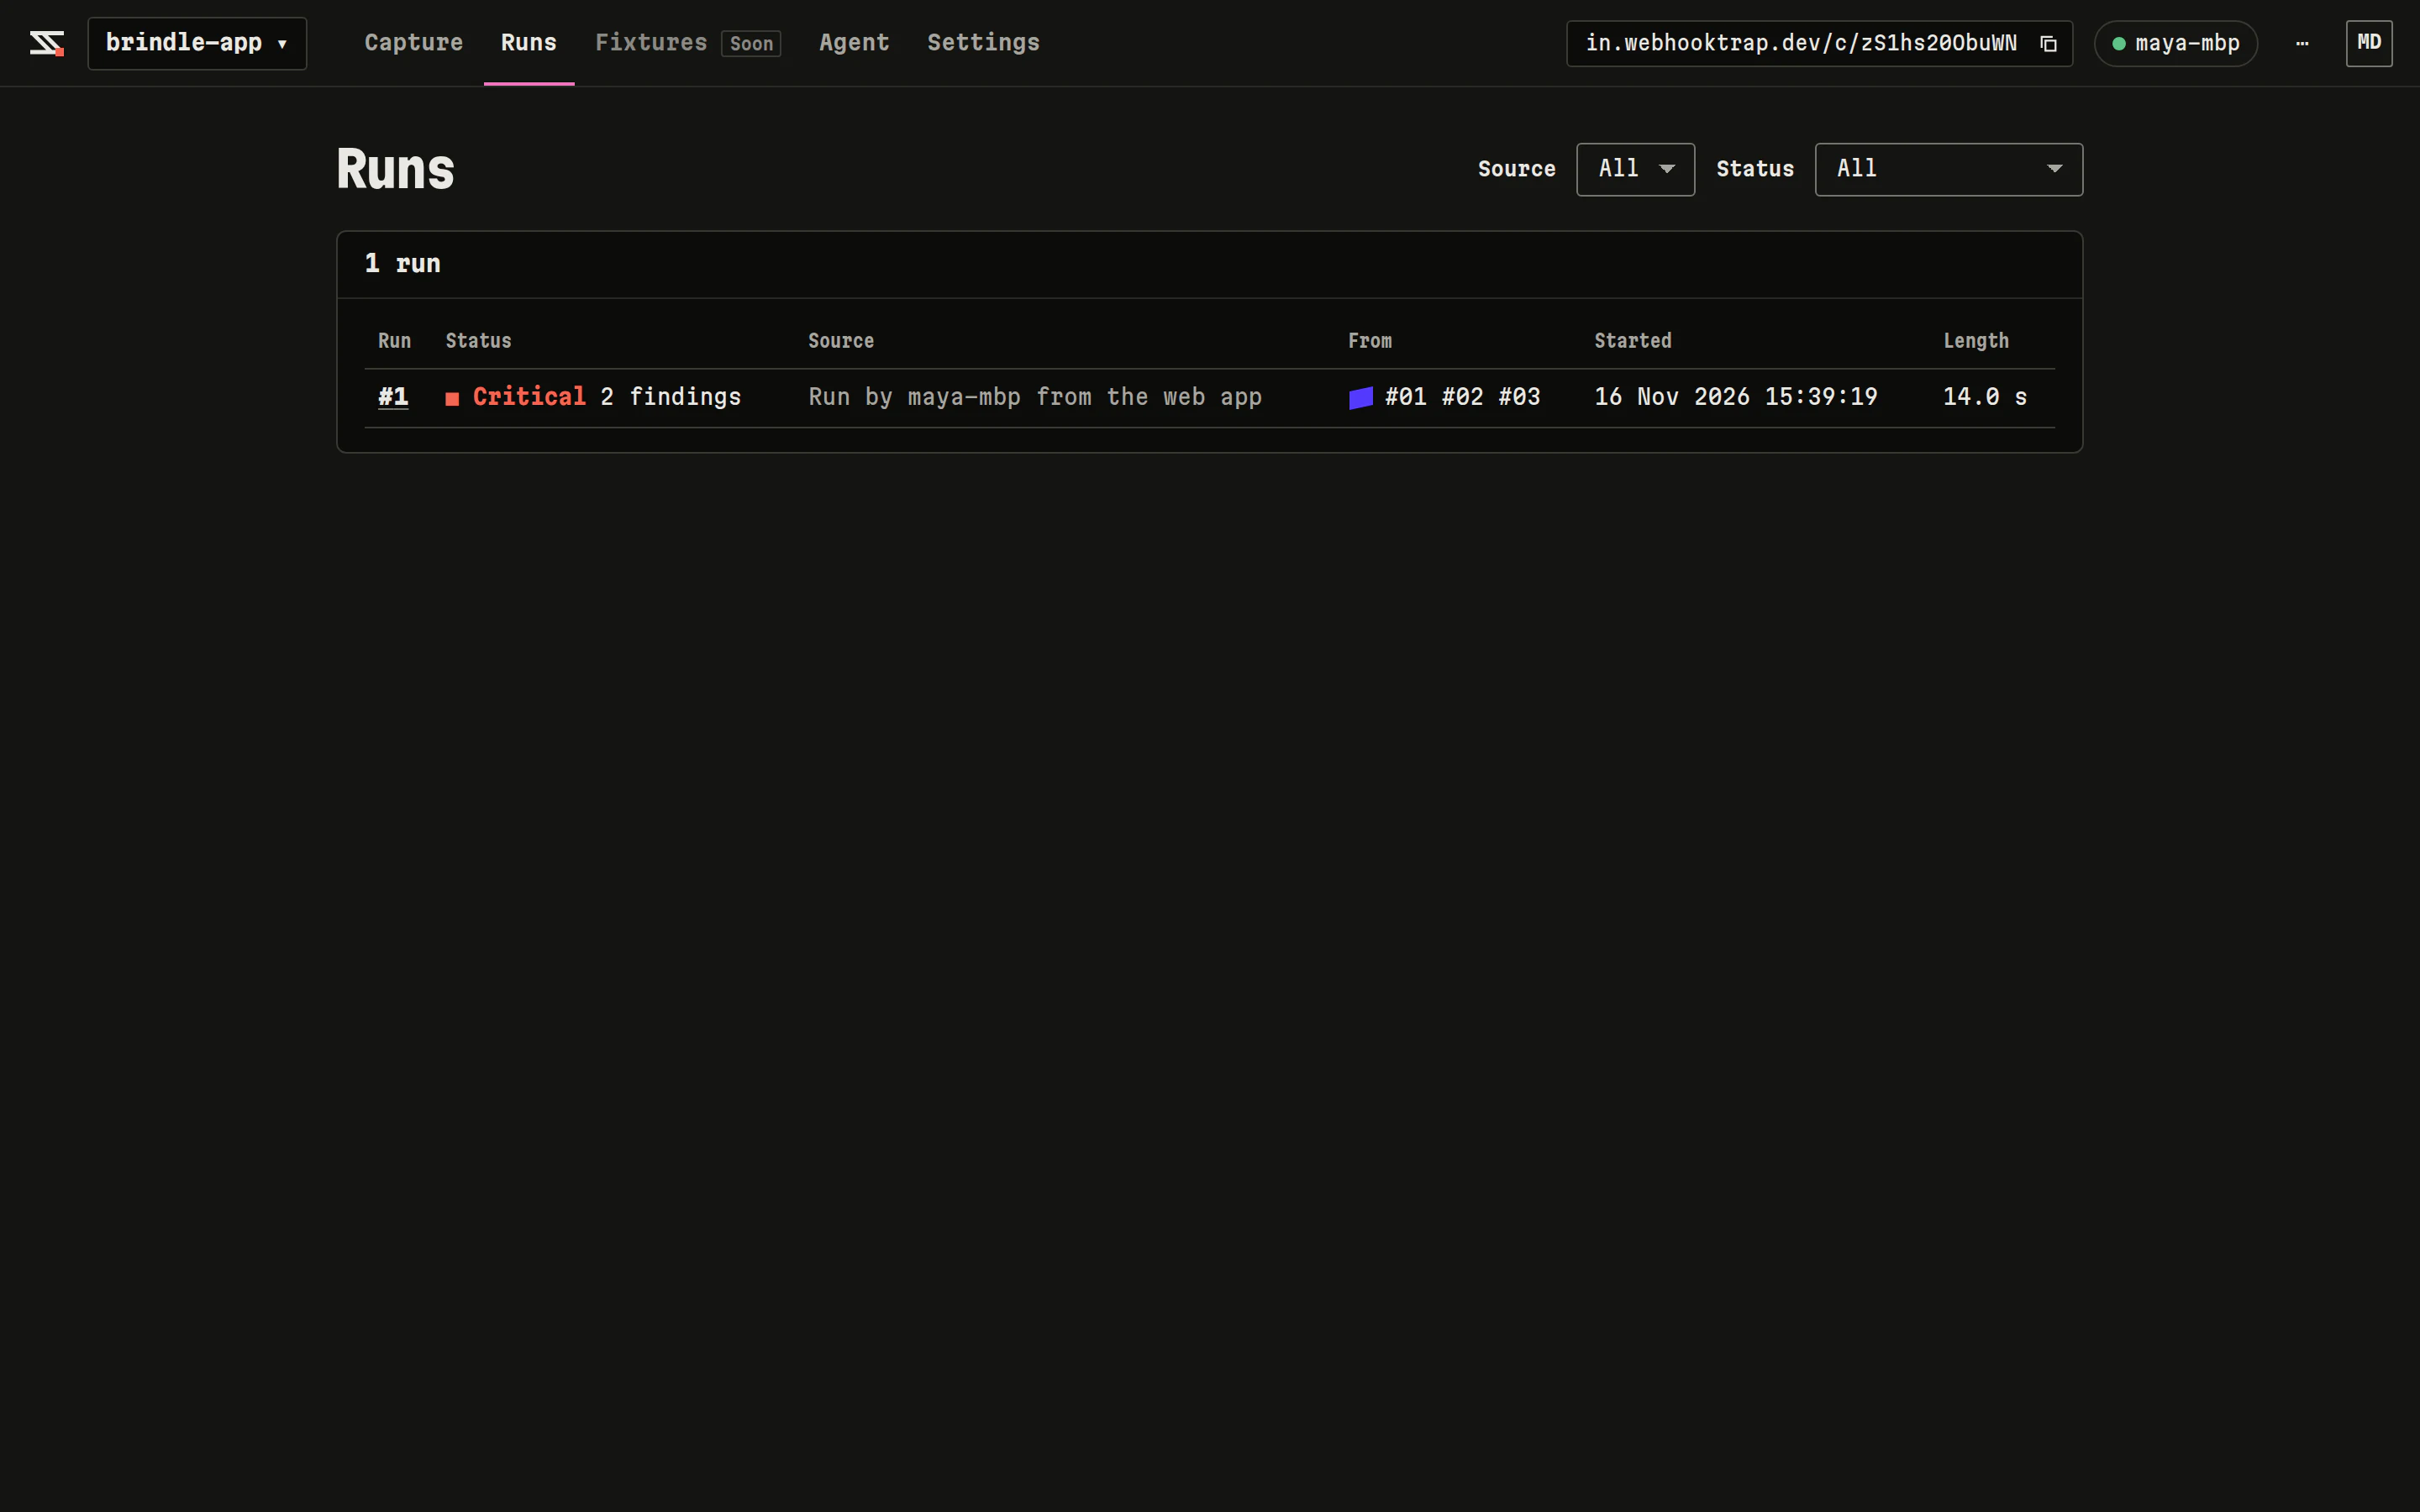 brindle-app ▾ Capture Runs Fixtures Soon Agent Settings in.webhooktrap.dev/c/zS1hs20ObuWN maya-mbp … MD
Runs Source All Status All
1 run
Run Status Source From Started Length
#1 Critical 2 findings Run by maya-mbp from the web app #01 #02 #03 16 Nov 2026 15:39:19 14.0 s